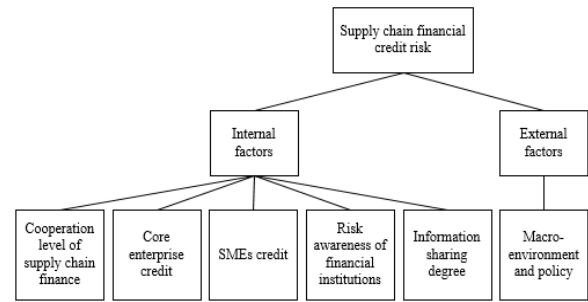 Supply chain financial
credit risk
Internal
factors
External
factors
Cooperation
level of
supply chain
finance
Core
enterprise
credit
SMEs credit
Risk
awareness of
financial
institutions
Information
sharing
degree
Macro-
environment
and policy